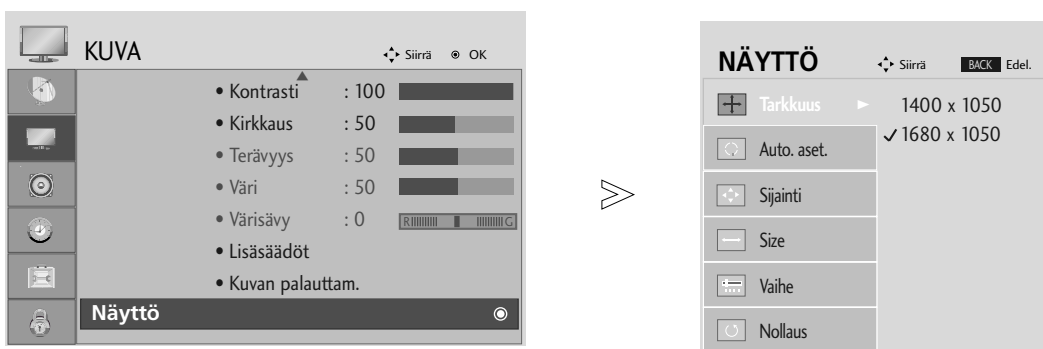 KUVA
Siirrä OK
• Kontrasti : 100
• Kirkkaus : 50
• Terävyys : 50
• Väri : 50
• Värisävy : 0 R G
• Lisäsäädöt
• Kuvan palauttam.
Näyttö
NÄYTTÖ
Siirrä BACK Edel.
Tarkkuus
1400 x 1050
1680 x 1050
Auto. aset.
Sijainti
Size
Vaihe
Nollaus